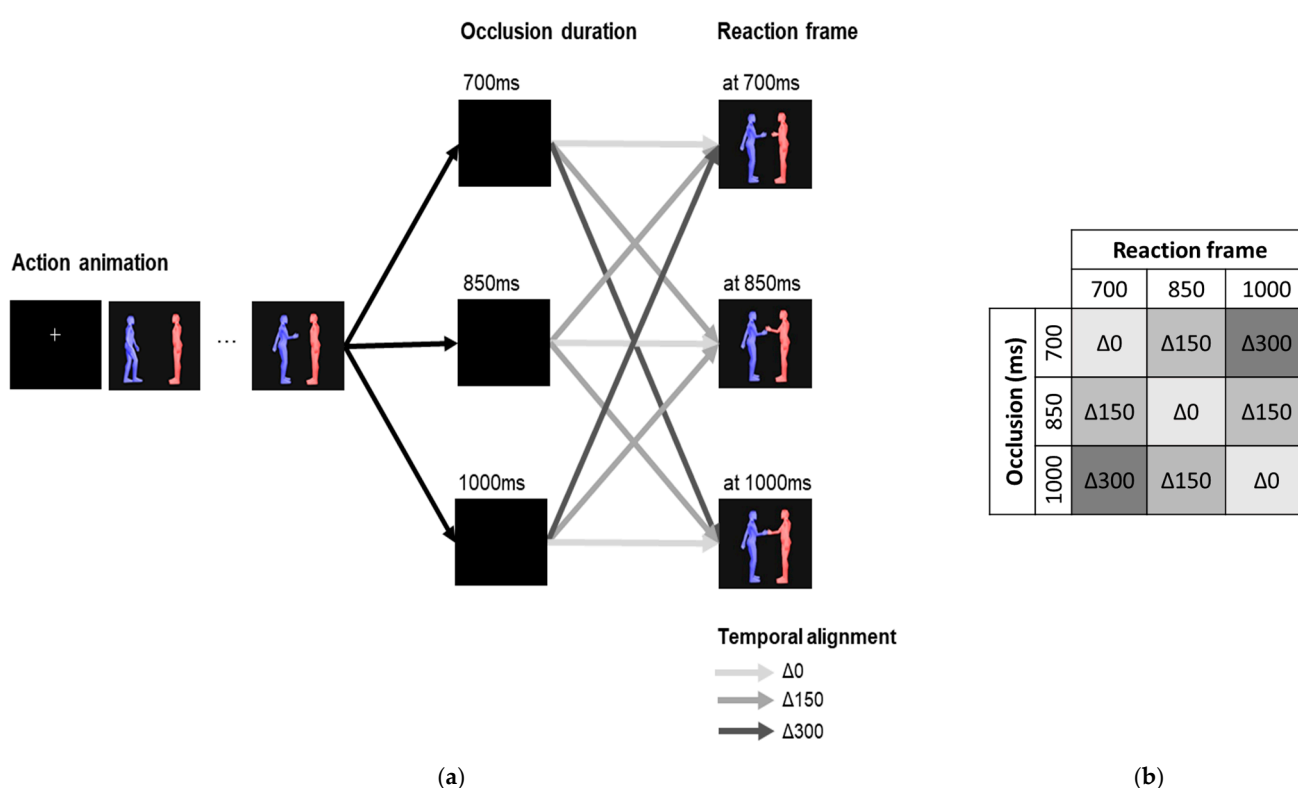 Occlusion duration
Reaction frame
700ms
at 700ms
Action animation
...
850ms
at 850ms
1000ms
at 1000ms
Temporal alignment
Δ0
Δ150
Δ300
(a)
Reaction frame
700 850 1000
Occlusion (ms)
700 Δ0 Δ150 Δ300
850 Δ150 Δ0 Δ150
1000 Δ300 Δ150 Δ0
(b)